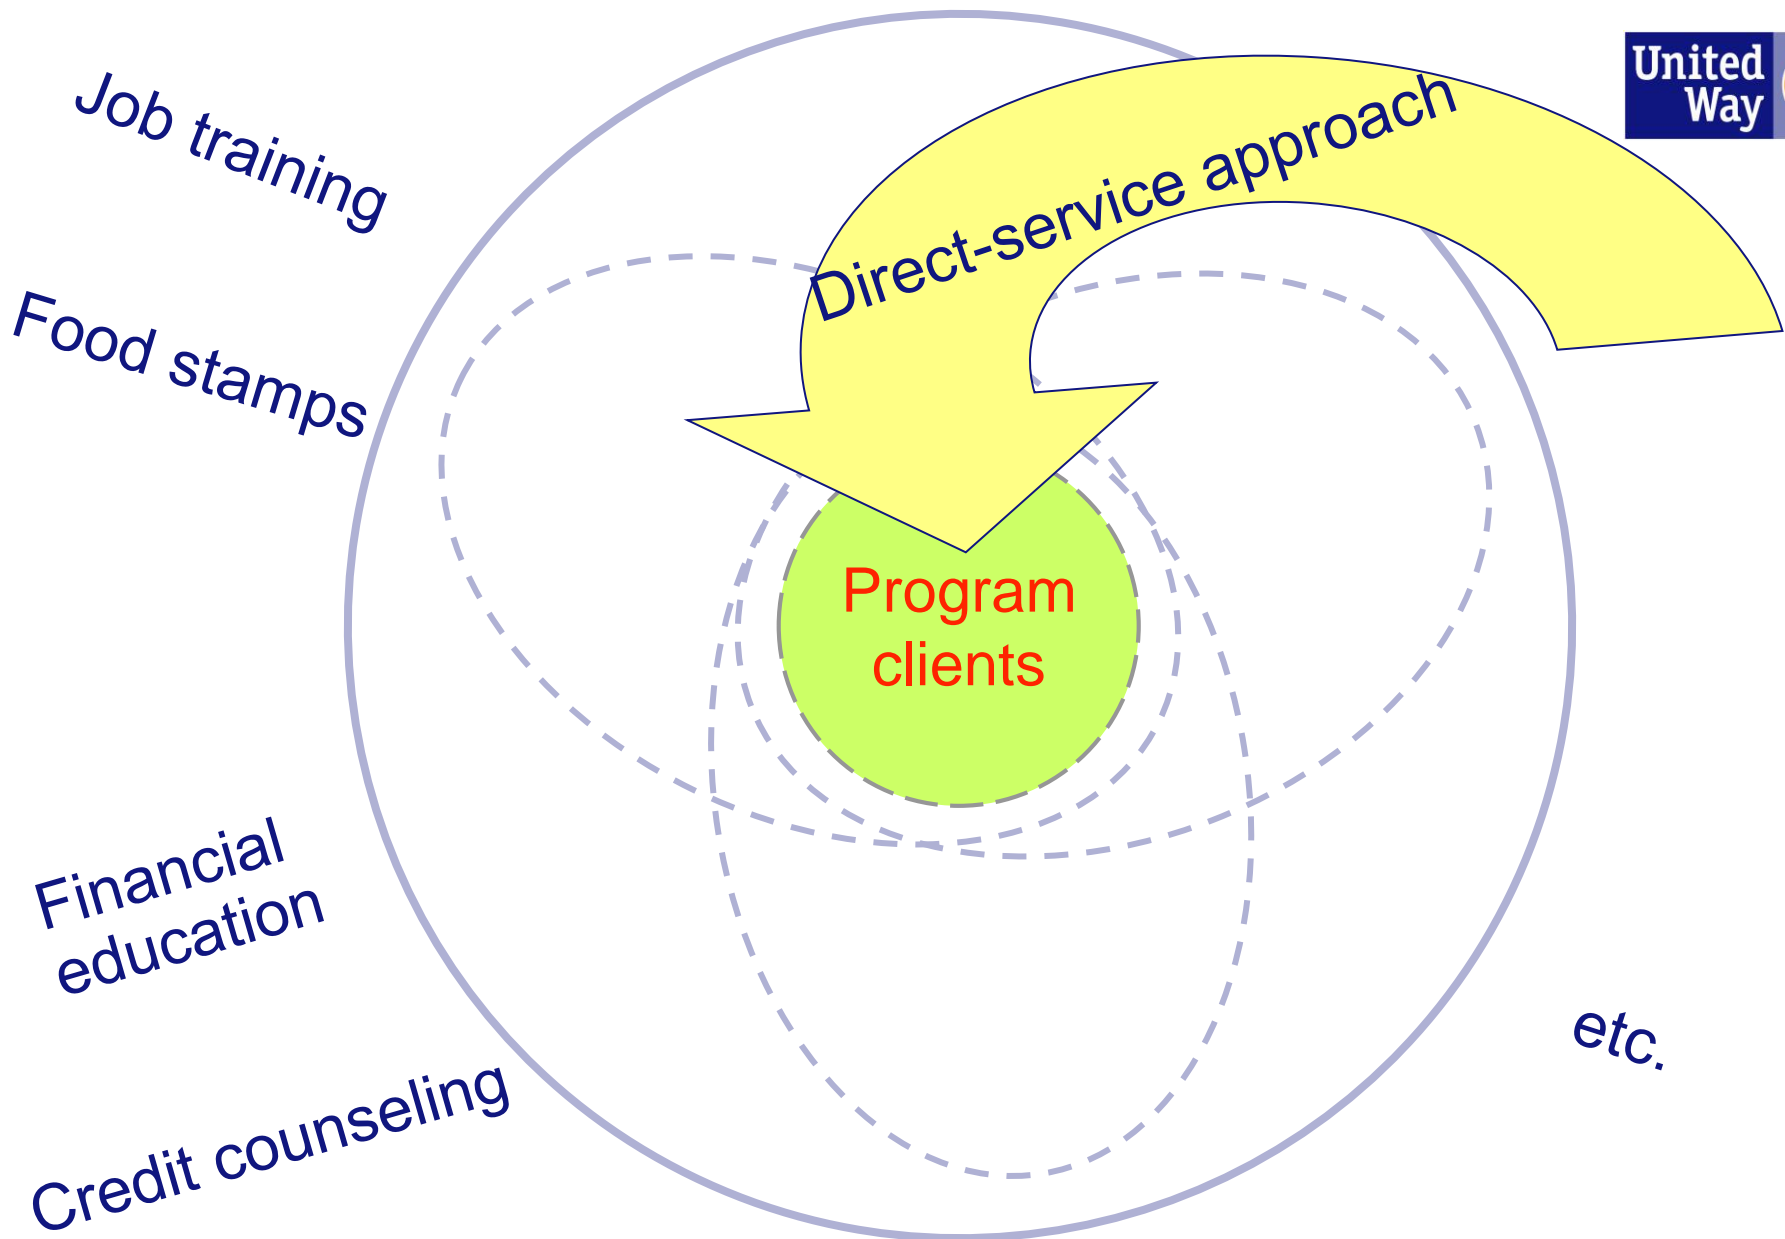 United
Way
Job training
Direct-service approach
Food stamps
Program
clients
Financial
education
etc.
Credit counseling